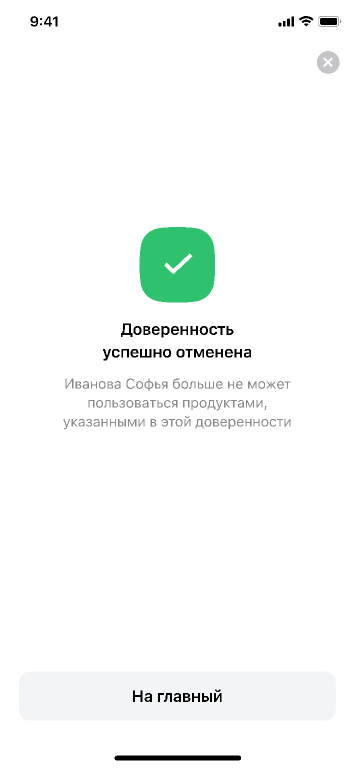 9:41
Доверенность
успешно отменена
Иванова Софья больше не может
пользоваться продуктами,
указанными в этой доверенности
На главный